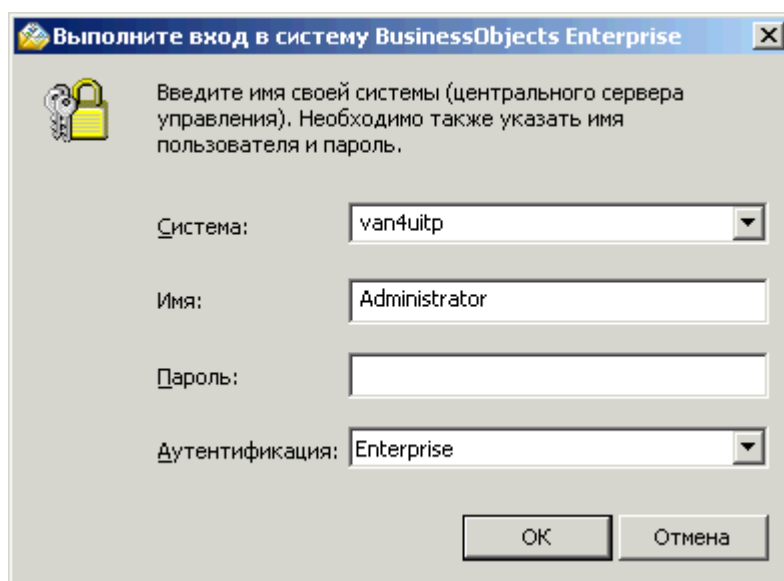 Выполните вход в систему BusinessObjects Enterprise
Введите имя своей системы (центрального сервера
управления). Необходимо также указать имя
пользователя и пароль.
Система: van4uitp
Имя: Administrator
Пароль:
Аутентификация: Enterprise
OK Отмена